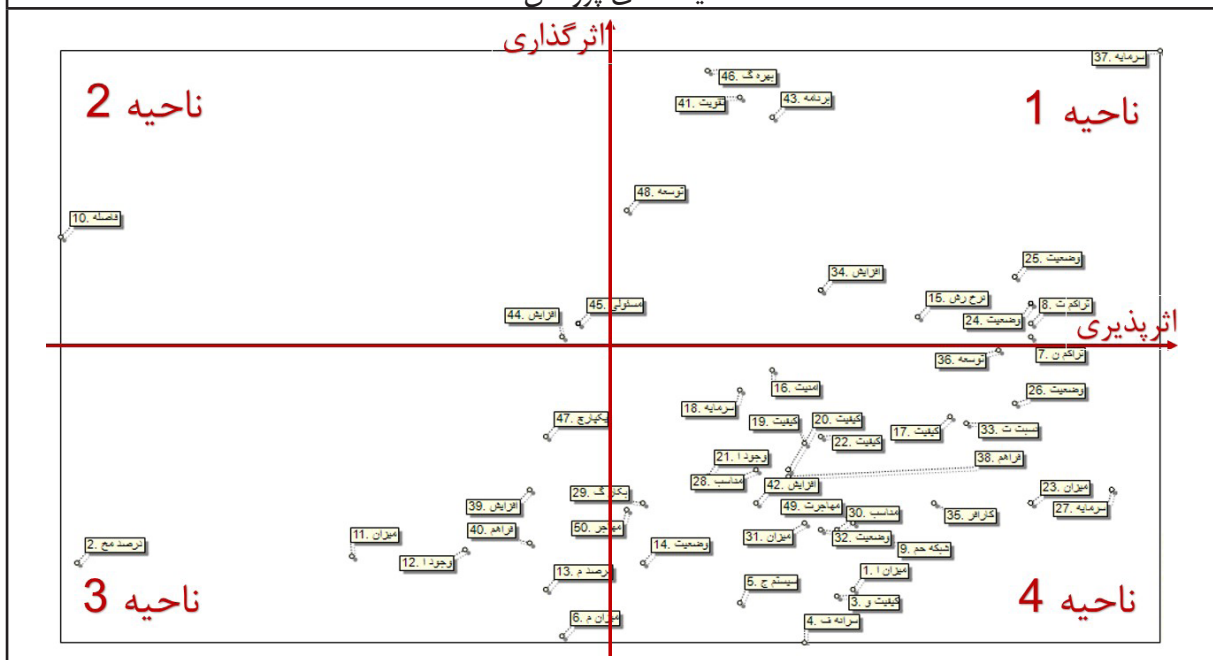 اثرگذاری
37. سرمایه
46. بهره گ
41. تقویت
43. بردامه
ناحیه 2
ناحیه 1
48. توسعه
10. فاصله
25. وضعیت
34. افزایش
15. نرخ رش
8. تراکم ت
45. مسئولی
44. افزایش
24. وضعیت
اثرپذیری
7. تراکم ن
36. توسعه
16. امنیت
26. وضعیت
18. سرمایه
47. یکپارچ
19. کیفیت
20. کیفیت
22. کیفیت
17. کیفیت
33. نسبت ت
21. وجود ا
38. فراهم
28. مناسب
42. افزایش
29. بکار گ
23. میزان
39. افزایش
49. مهاجرت
30. مناسب
35. کارافر
27. سرمایه
50. مهاجر
40. فراهم
11. میزان
31. میزان
32. وضعیت
2. درصد مخ
12. وجود ا
14. وضعیت
9. شبکه حم
13. درصد م
5. سیستم ج
1. میزان ا
ناحیه 3
ناحیه 4
3. کیفیت و
6. میزان م
4. سرانه ف